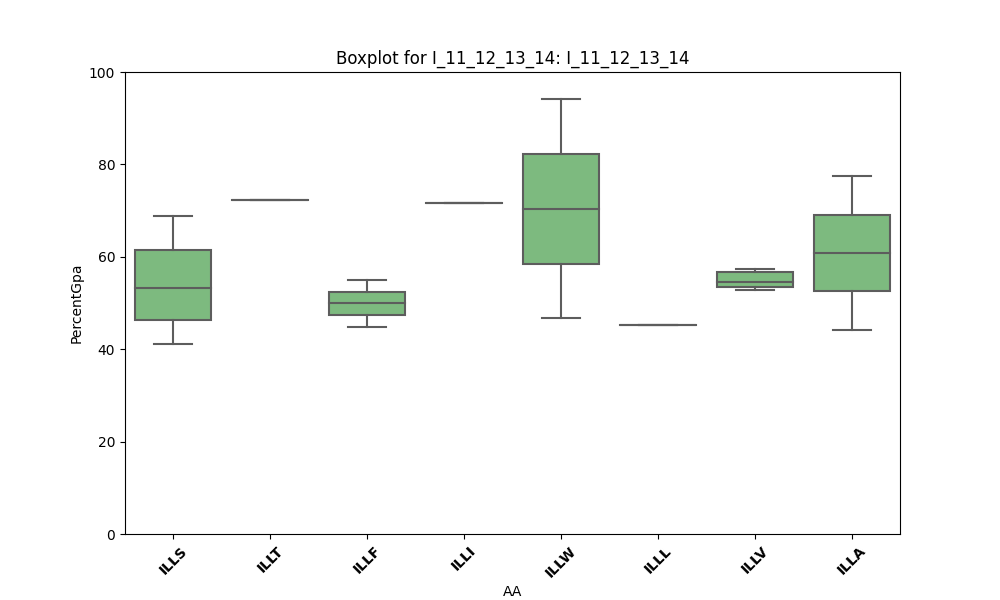 Boxplot for I_11_12_13_14: I_11_12_13_14
PercentGpa
100
80
60
40
20
0
ILLS
ILLT
ILLF
ILLI
ILLW
ILLL
ILLV
ILLA
AA